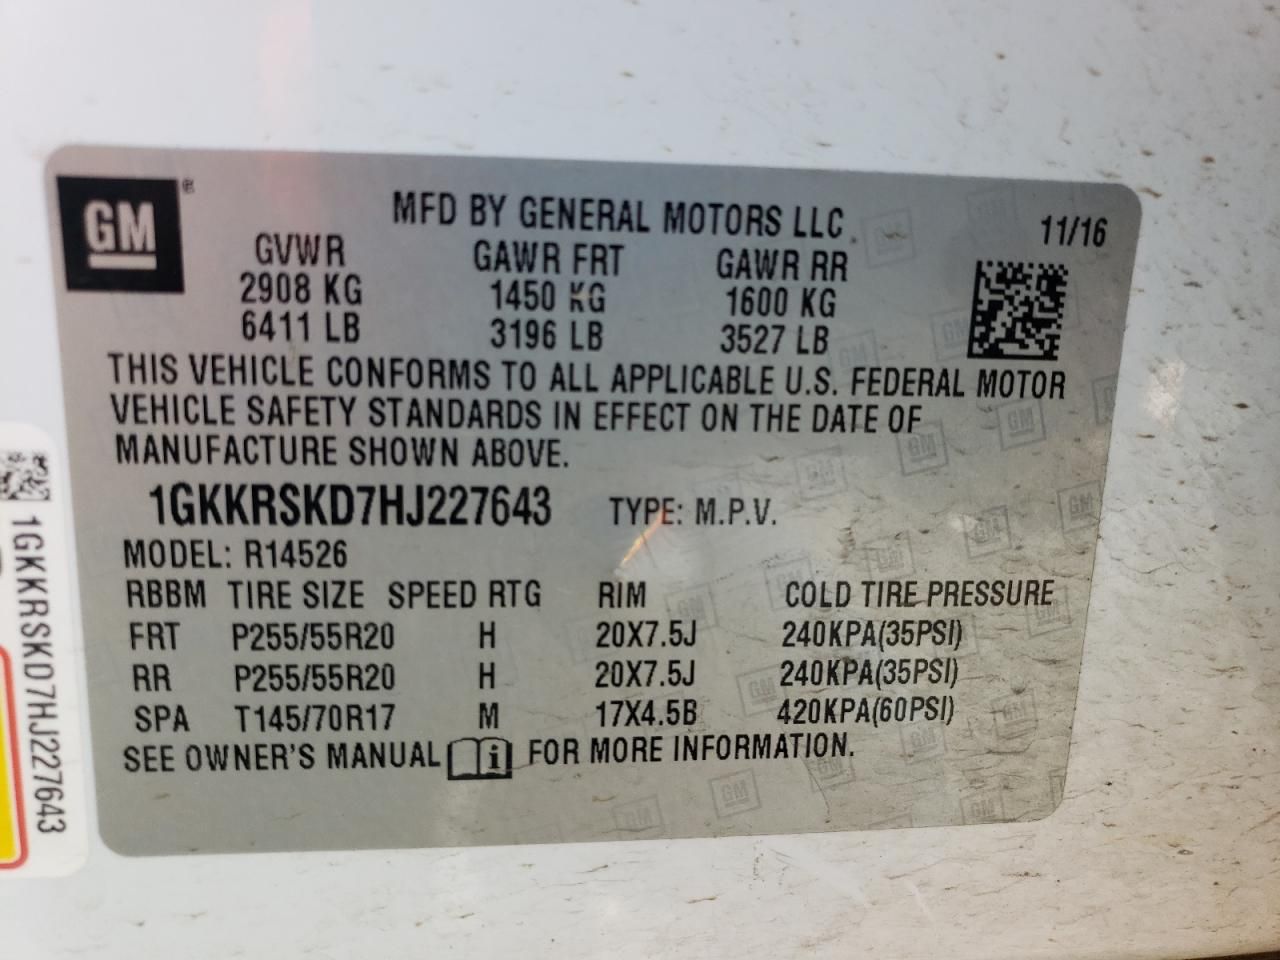 GM ®
MFD BY GENERAL MOTORS LLC
11/16
GVWR GAWR FRT GAWR RR
2908 KG 1450 KG 1600 KG
6411 LB 3196 LB 3527 LB
THIS VEHICLE CONFORMS TO ALL APPLICABLE U.S. FEDERAL MOTOR
VEHICLE SAFETY STANDARDS IN EFFECT ON THE DATE OF
MANUFACTURE SHOWN ABOVE.
1GKKRSKD7HJ227643 TYPE: M.P.V.
MODEL: R14526
RBBM TIRE SIZE SPEED RTG RIM COLD TIRE PRESSURE
FRT P255/55R20 H 20X7.5J 240KPA(35PSI)
RR P255/55R20 H 20X7.5J 240KPA(35PSI)
SPA T145/70R17 M 17X4.5B 420KPA(60PSI)
SEE OWNER'S MANUAL i FOR MORE INFORMATION.
1GKKRSKD7HJ227643